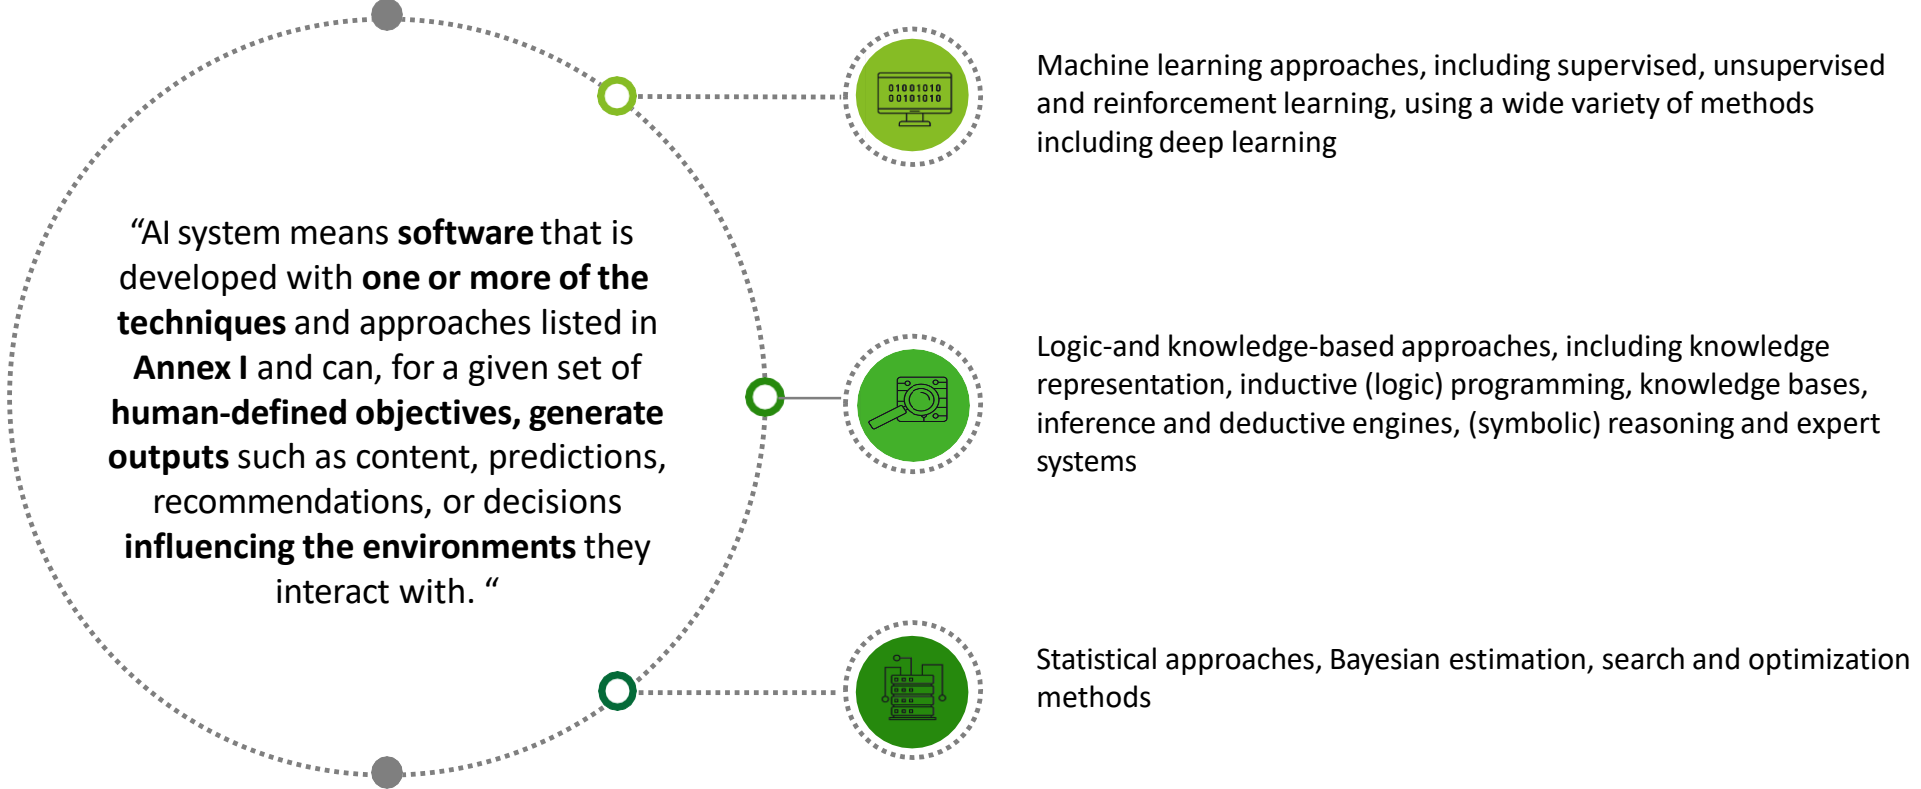 “AI system means software that is
developed with one or more of the
techniques and approaches listed in
Annex I and can, for a given set of
human-defined objectives, generate
outputs such as content, predictions,
recommendations, or decisions
influencing the environments they
interact with. “
01001010
00101010
Machine learning approaches, including supervised, unsupervised
and reinforcement learning, using a wide variety of methods
including deep learning
Logic-and knowledge-based approaches, including knowledge
representation, inductive (logic) programming, knowledge bases,
inference and deductive engines, (symbolic) reasoning and expert
systems
Statistical approaches, Bayesian estimation, search and optimization
methods